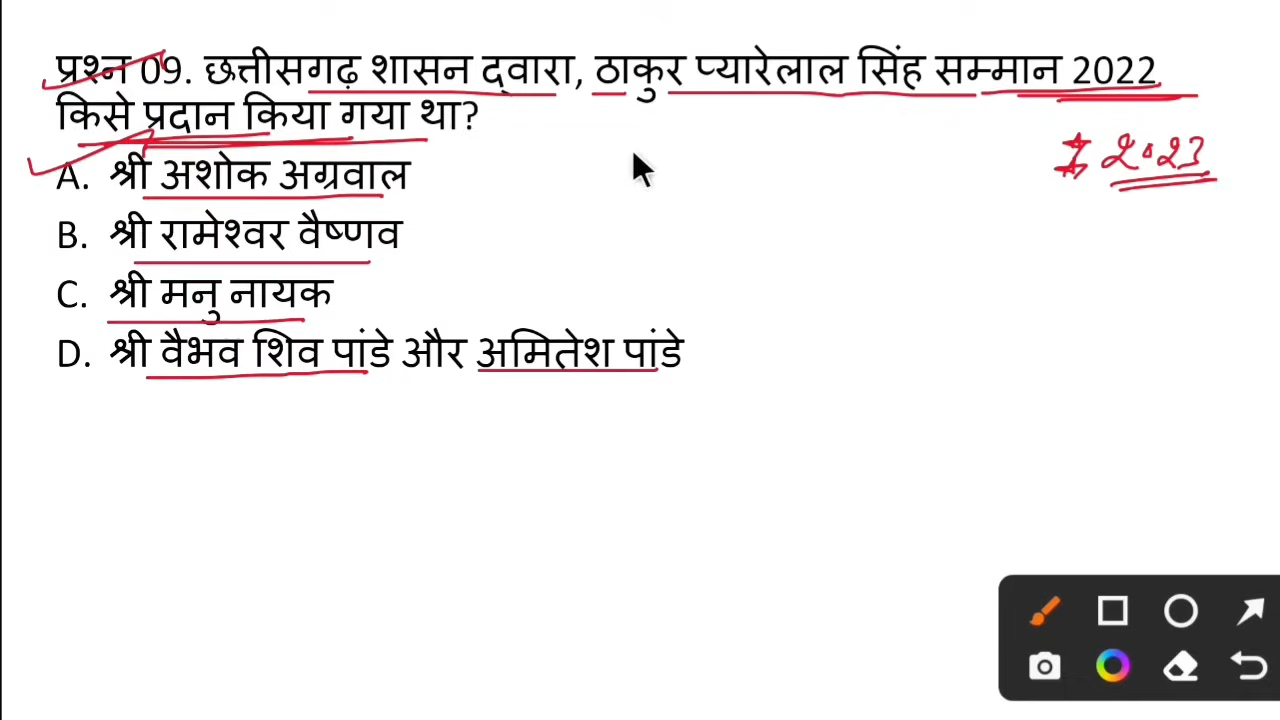 प्रश्न 09. छत्तीसगढ़ शासन द्वारा, ठाकुर प्यारेलाल सिंह सम्मान 2022
किसे प्रदान किया गया था?
2023
A. श्री अशोक अग्रवाल
B. श्री रामेश्वर वैष्णव
C. श्री मनु नायक
D. श्री वैभव शिव पांडे और अमितेश पांडे